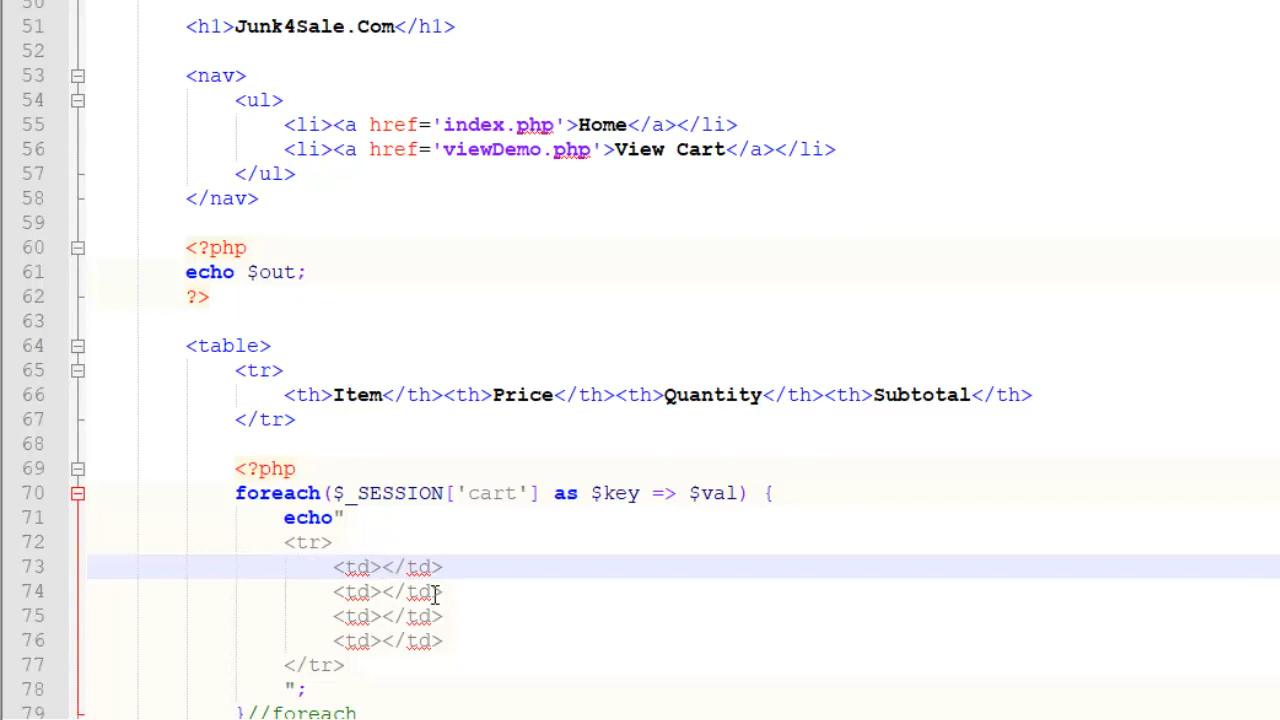 50
51 <h1>Junk4Sale.Com</h1>
52
53 <nav>
54 <ul>
55 <li><a href='index.php'>Home</a></li>
56 <li><a href='viewDemo.php'>View Cart</a></li>
57 </ul>
58 </nav>
59
60 <?php
61 echo $out;
62 ?>
63
64 <table>
65 <tr>
66 <th>Item</th><th>Price</th><th>Quantity</th><th>Subtotal</th>
67 </tr>
68
69 <?php
70 foreach($_SESSION['cart'] as $key => $val) {
71 echo"
72 <tr>
73 <td></td>
74 <td></td>
75 <td></td>
76 <td></td>
77 </tr>
78 ";
79 }//foreach